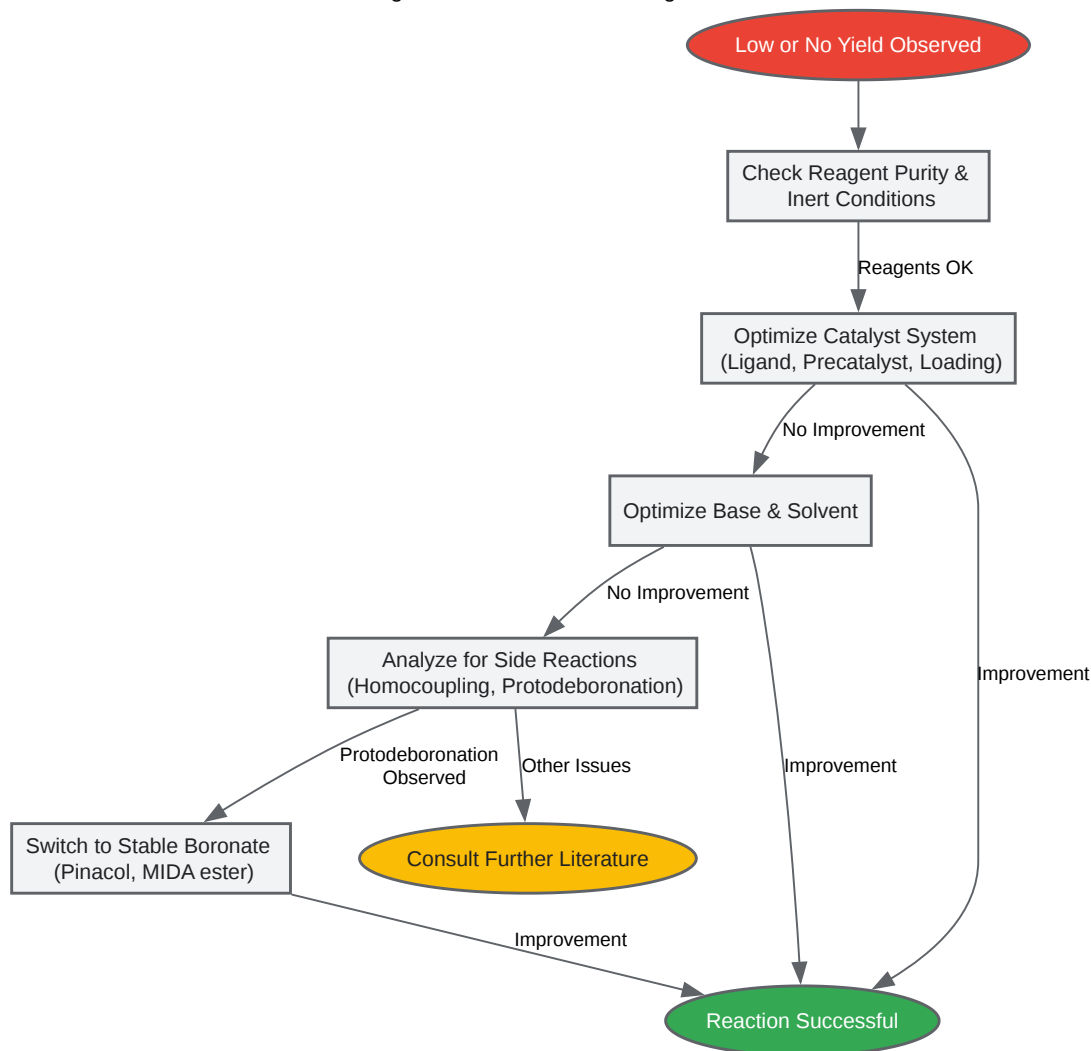 Low or No Yield Observed
Check Reagent Purity &
Inert Conditions
Reagents OK
Optimize Catalyst System
(Ligand, Precatalyst, Loading)
No Improvement
Optimize Base & Solvent
No Improvement
Analyze for Side Reactions
(Homocoupling, Protodeboronation)
Improvement
Protodeboronation
Observed
Other Issues
Improvement
Switch to Stable Boronate
(Pinacol, MIDA ester)
Consult Further Literature
Improvement
Reaction Successful